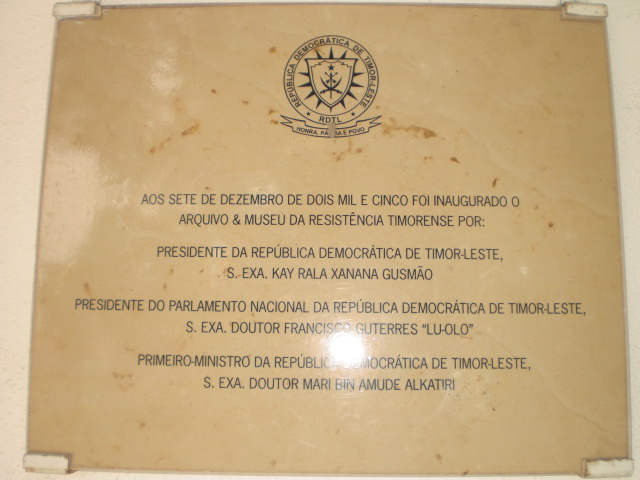 REPÚBLICA DEMOCRÁTICA DE TIMOR-LESTE
RDTL
HONRA, PÁTRIA E POVO
AOS SETE DE DEZEMBRO DE DOIS MIL E CINCO FOI INAUGURADO O
ARQUIVO & MUSEU DA RESISTÊNCIA TIMORENSE POR:
PRESIDENTE DA REPÚBLICA DEMOCRÁTICA DE TIMOR-LESTE,
S. EXA. KAY RALA XANANA GUSMÃO
PRESIDENTE DO PARLAMENTO NACIONAL DA REPÚBLICA DEMOCRÁTICA DE TIMOR-LESTE,
S. EXA. DOUTOR FRANCISCO GUTERRES "LU-OLO"
PRIMEIRO-MINISTRO DA REPÚBLICA DEMOCRÁTICA DE TIMOR-LESTE,
S. EXA. DOUTOR MARI BIN AMUDE ALKATIRI